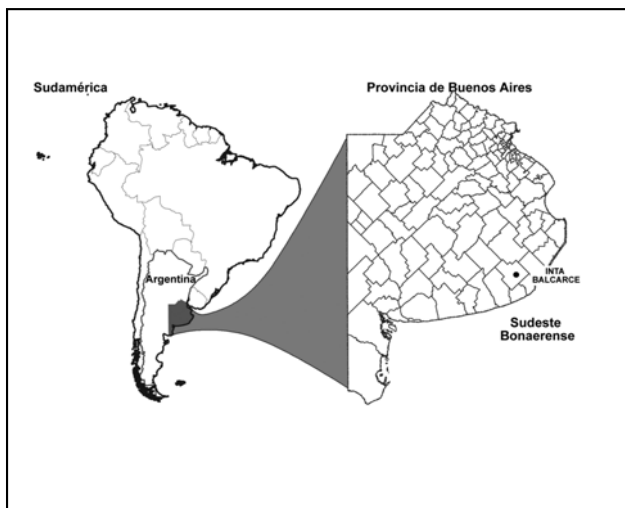 Sudamérica
Provincia de Buenos Aires
Argentina
INTA
BALCARCE
Sudeste
Bonaerense